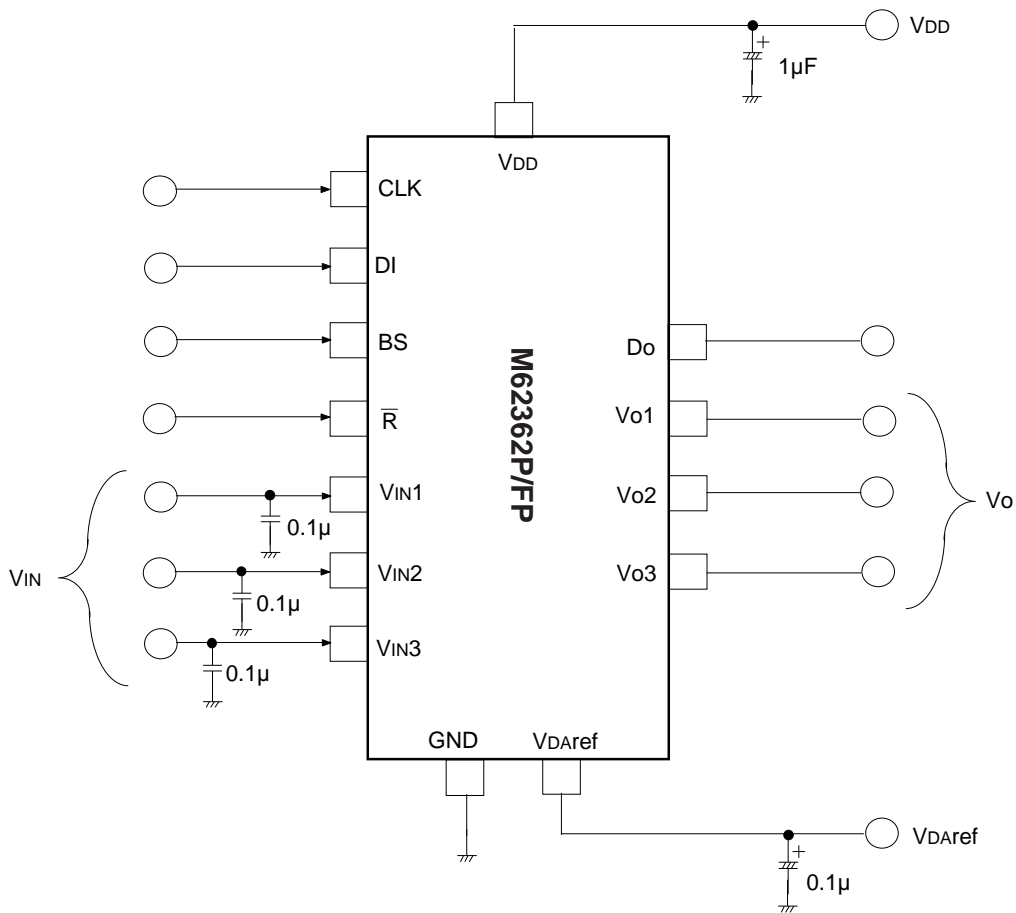 VDD
+
1µF
VDD
CLK
DI
BS
R̅
VIN1
0.1µ
VIN2
0.1µ
VIN3
0.1µ
VIN
M62362P/FP
Do
Vo1
Vo2
Vo3
Vo
GND
VDAref
VDAref
+
0.1µ